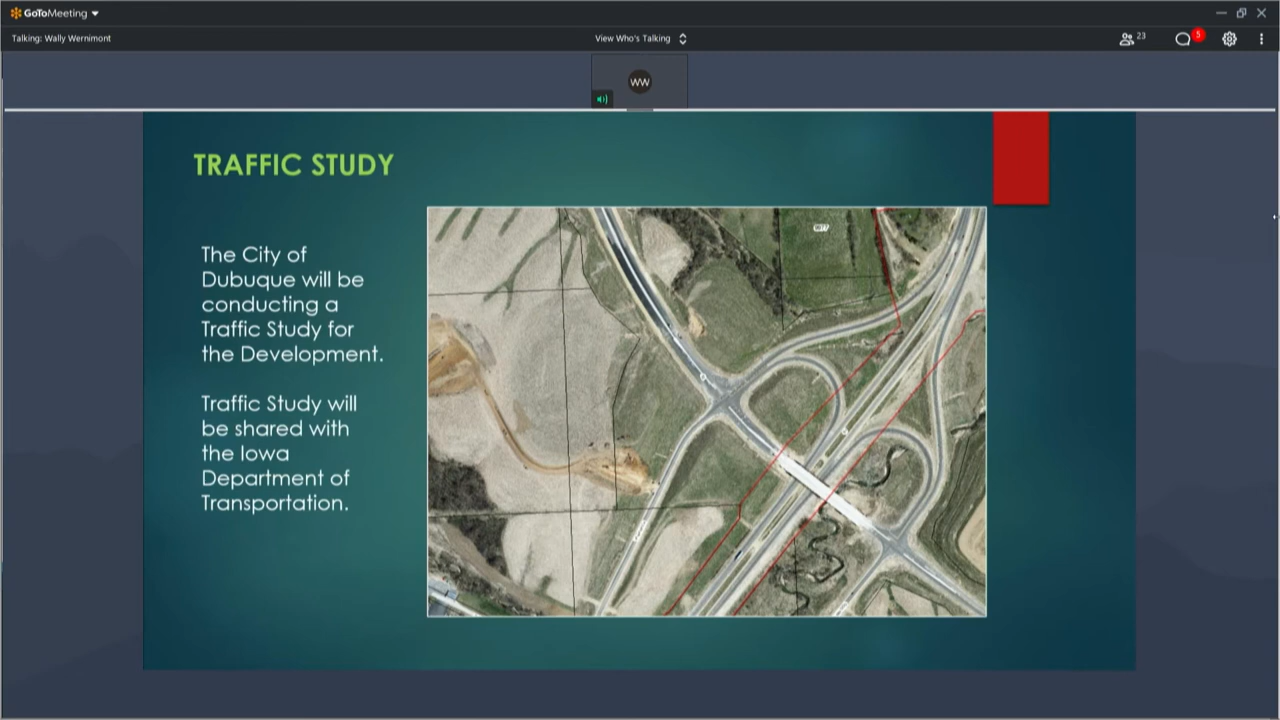 GoToMeeting
Talking: Wally Wernimont
View Who's Talking
23
5
WW
TRAFFIC STUDY
The City of
Dubuque will be
conducting a
Traffic Study for
the Development.
Traffic Study will
be shared with
the Iowa
Department of
Transportation.